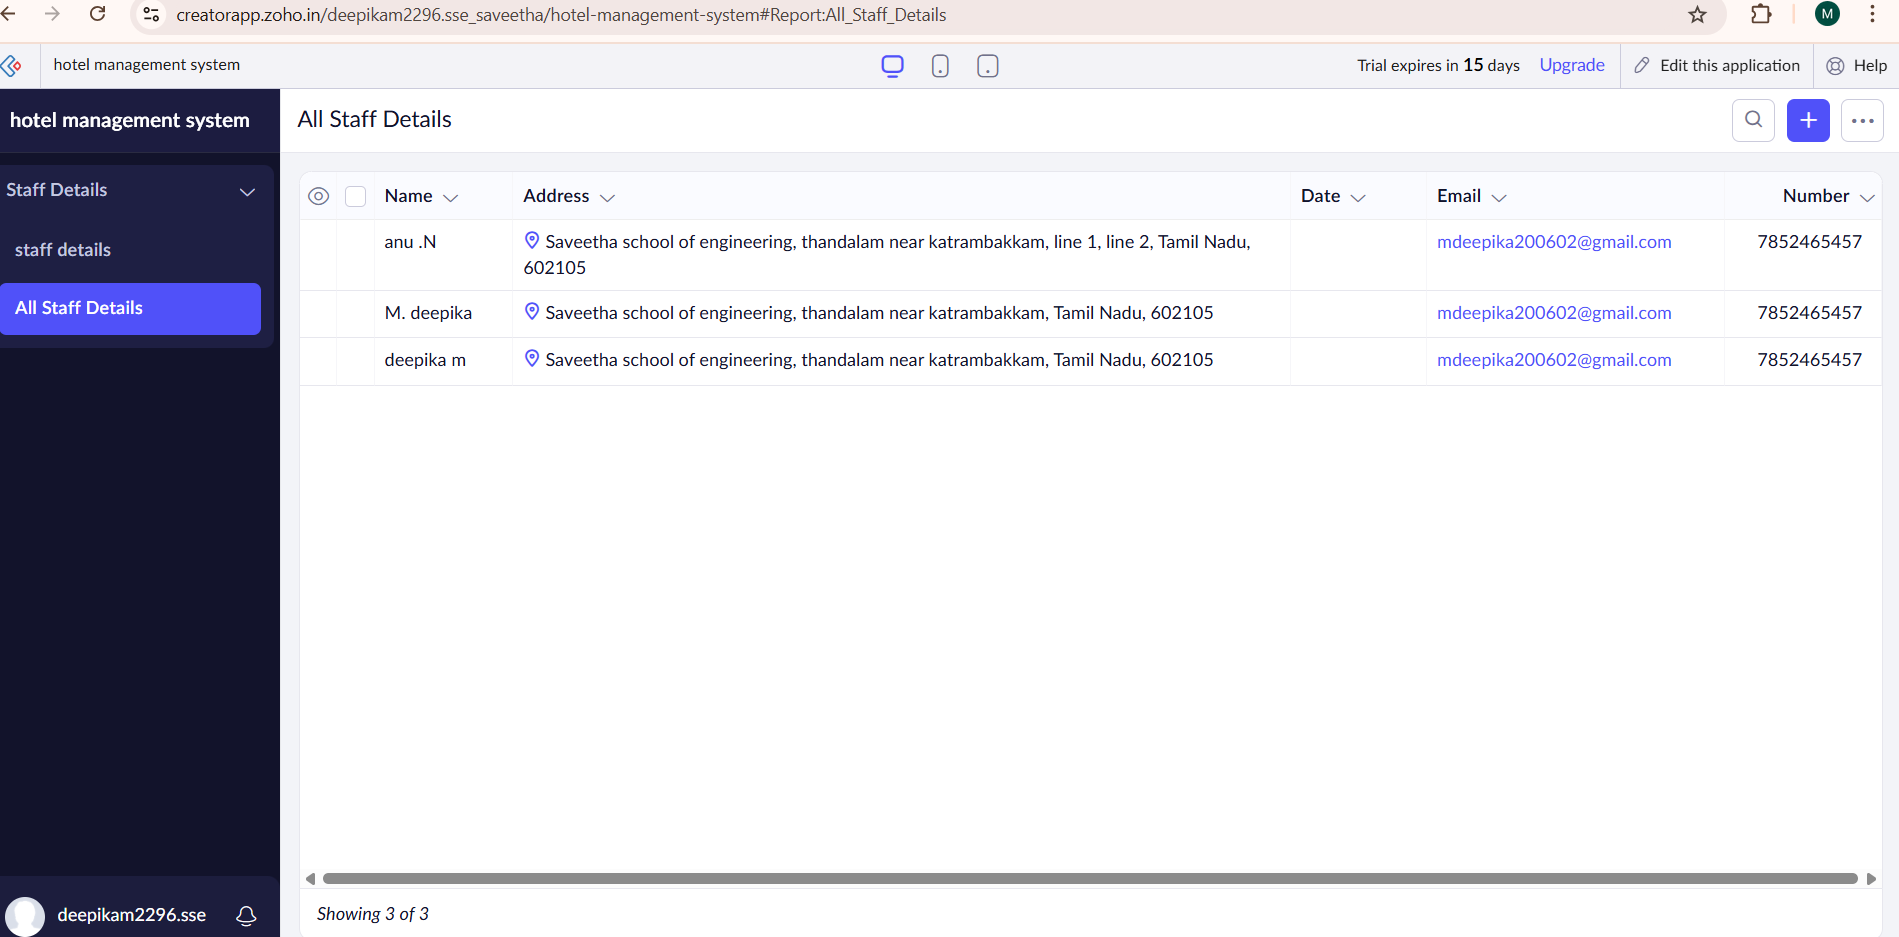 creatorapp.zoho.in/deepikam2296.sse_saveetha/hotel-management-system#Report:All_Staff_Details
M
hotel management system
Trial expires in 15 days
Upgrade
Edit this application
Help
hotel management system
All Staff Details
Staff Details
staff details
All Staff Details
Name Address Date Email Number
anu .N Saveetha school of engineering, thandalam near katrambakkam, line 1, line 2, Tamil Nadu, mdeepika200602@gmail.com 7852465457
602105
M. deepika Saveetha school of engineering, thandalam near katrambakkam, Tamil Nadu, 602105 mdeepika200602@gmail.com 7852465457
deepika m Saveetha school of engineering, thandalam near katrambakkam, Tamil Nadu, 602105 mdeepika200602@gmail.com 7852465457
Showing 3 of 3
deepikam2296.sse